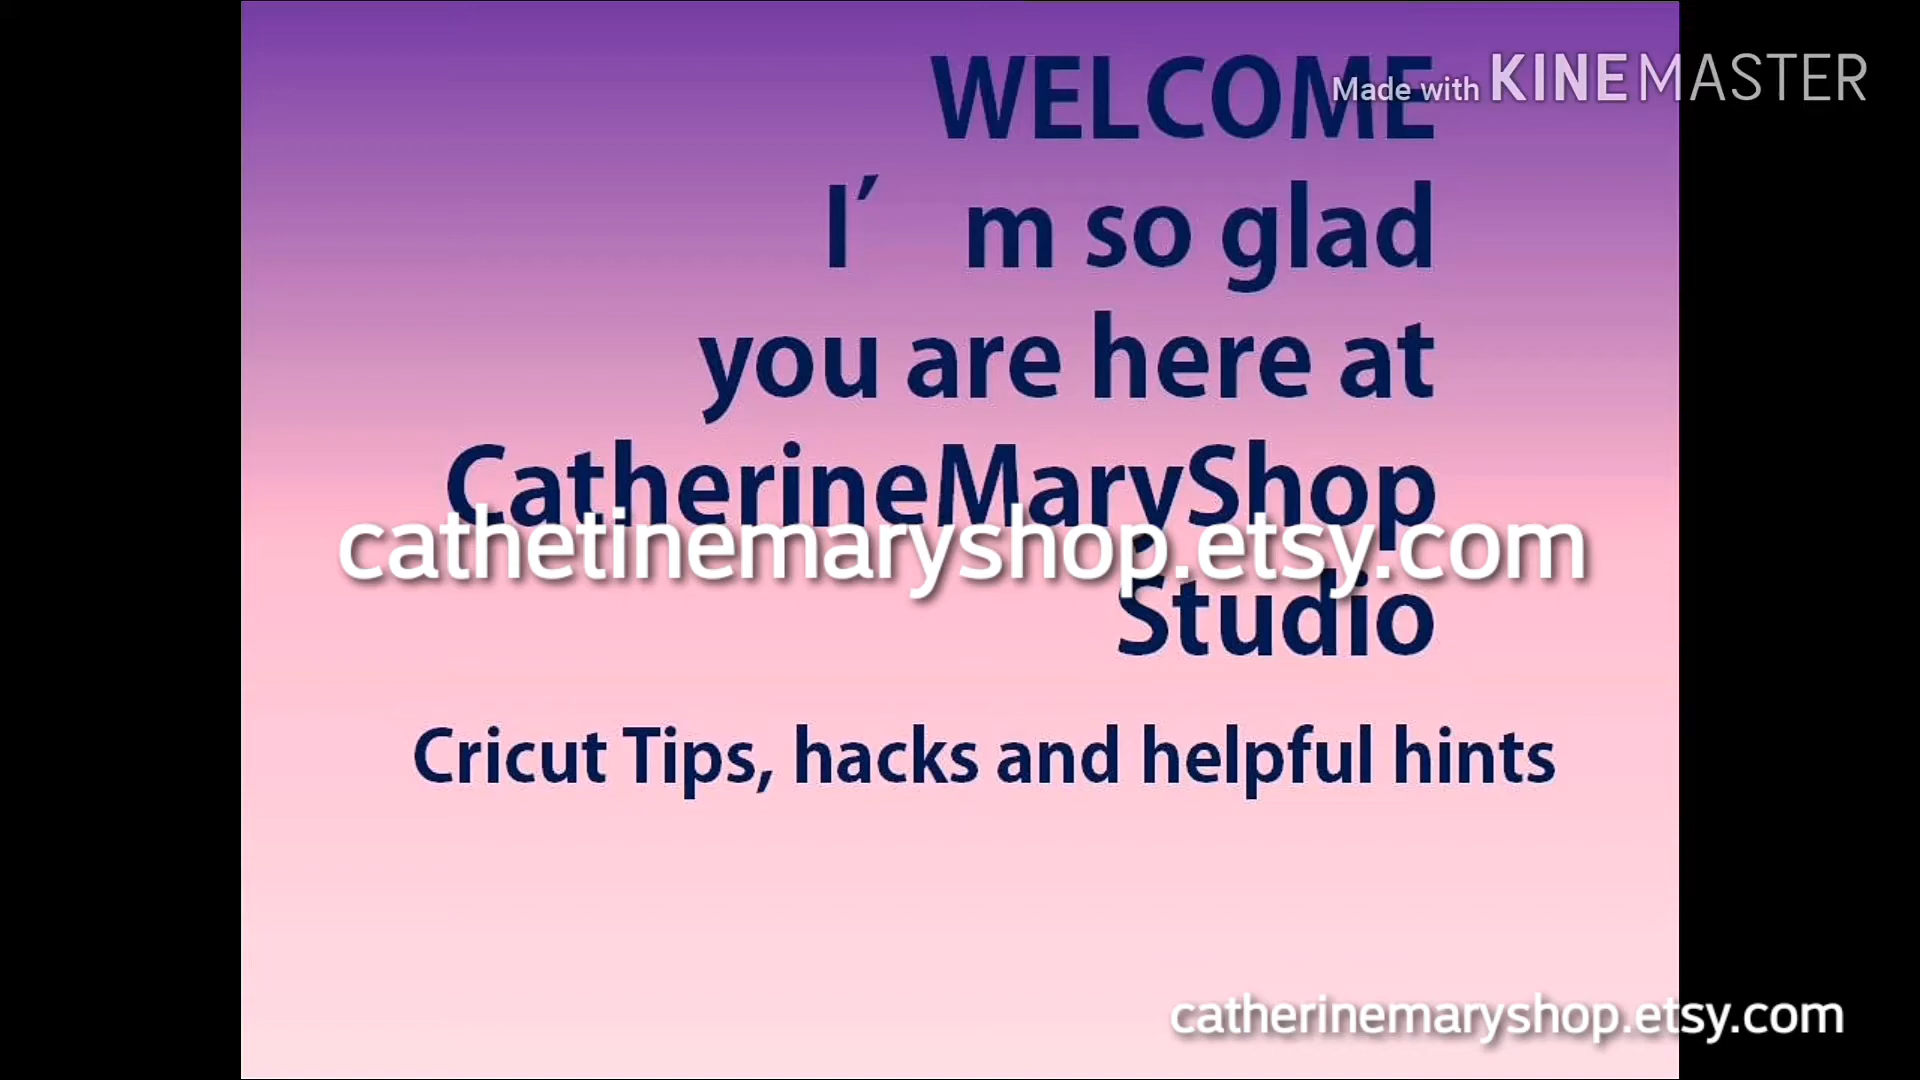 WELCOME
Made with KINEMASTER
I´ m so glad
you are here at
CatherineMaryShop
cathetinemaryshop.etsy.com
Studio
Cricut Tips, hacks and helpful hints
catherinemaryshop.etsy.com